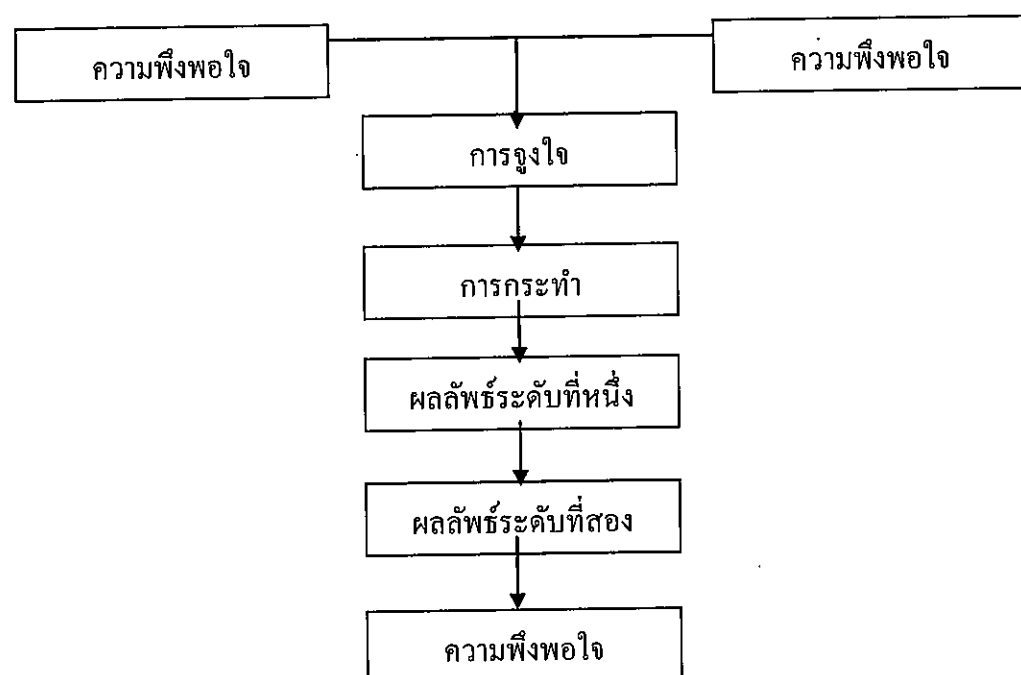 ความพึงพอใจ
ความพึงพอใจ
การจูงใจ
การกระทำ
ผลลัพธ์ระดับที่หนึ่ง
ผลลัพธ์ระดับที่สอง
ความพึงพอใจ